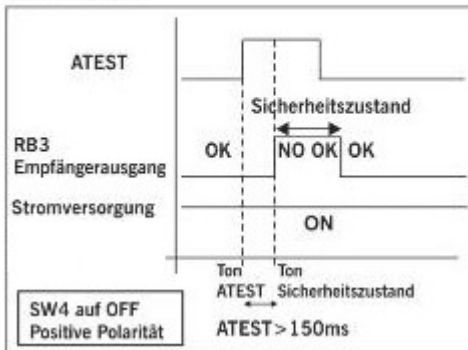 ATEST
Sicherheitszustand
RB3
Empfängerausgang
OK
NO OK
OK
Stromversorgung
ON
Ton
ATEST
Ton
Sicherheitszustand
SW4 auf OFF
Positive Polarität
ATEST>150ms